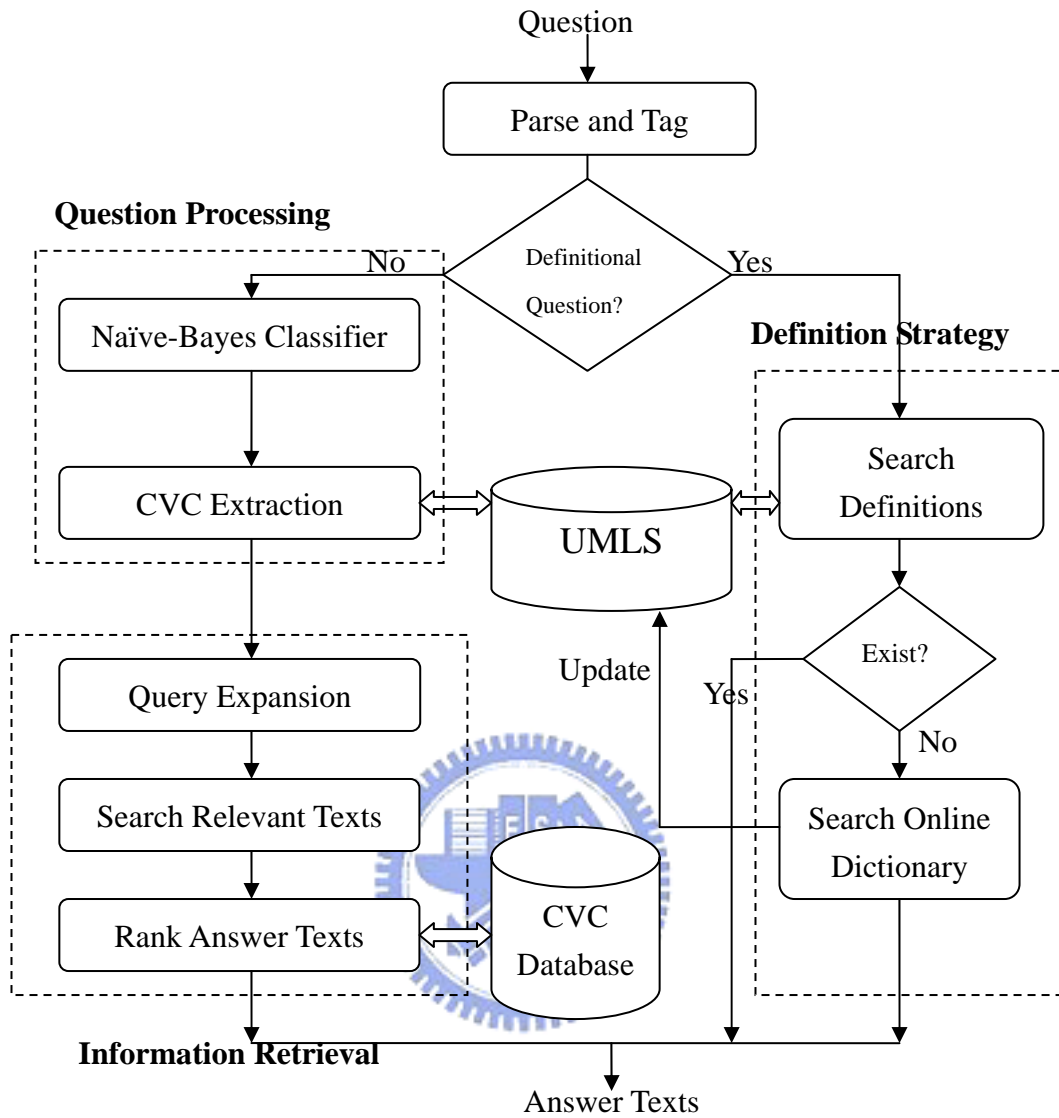 Question
Parse and Tag
Question Processing
No
Definitional
Question?
Yes
Naïve-Bayes Classifier
Definition Strategy
CVC Extraction
UMLS
Search
Definitions
Query Expansion
Update
Yes
Exist?
No
Search Relevant Texts
Search Online
Dictionary
Rank Answer Texts
CVC
Database
Information Retrieval
Answer Texts